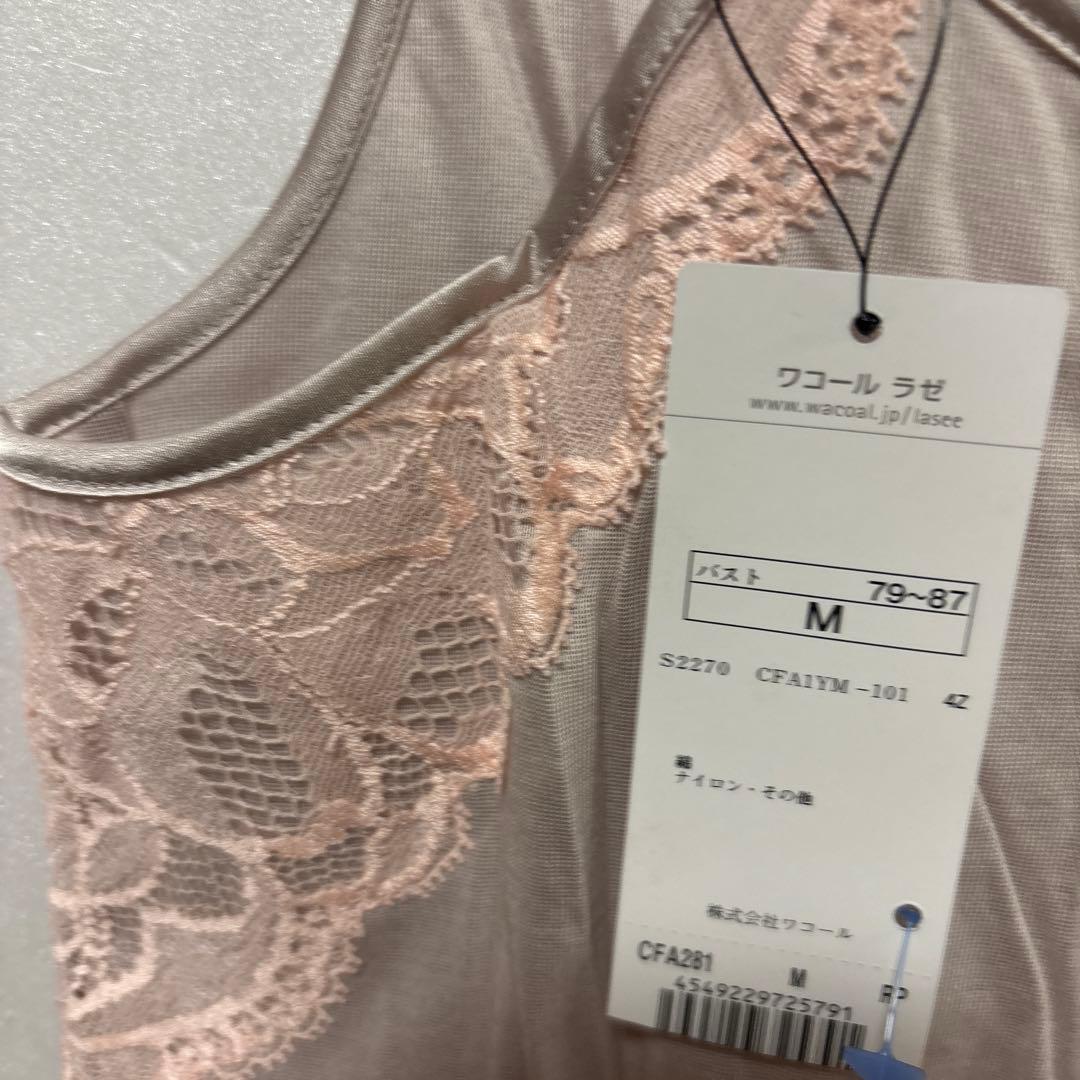 ワコール ラゼ
www.wacoal.jp/lasee
バスト 79~87
M
S2270 CFA1YM-101 4Z
綿
ナイロン・その他
株式会社ワコール
CFA281 M RP
4549229725791